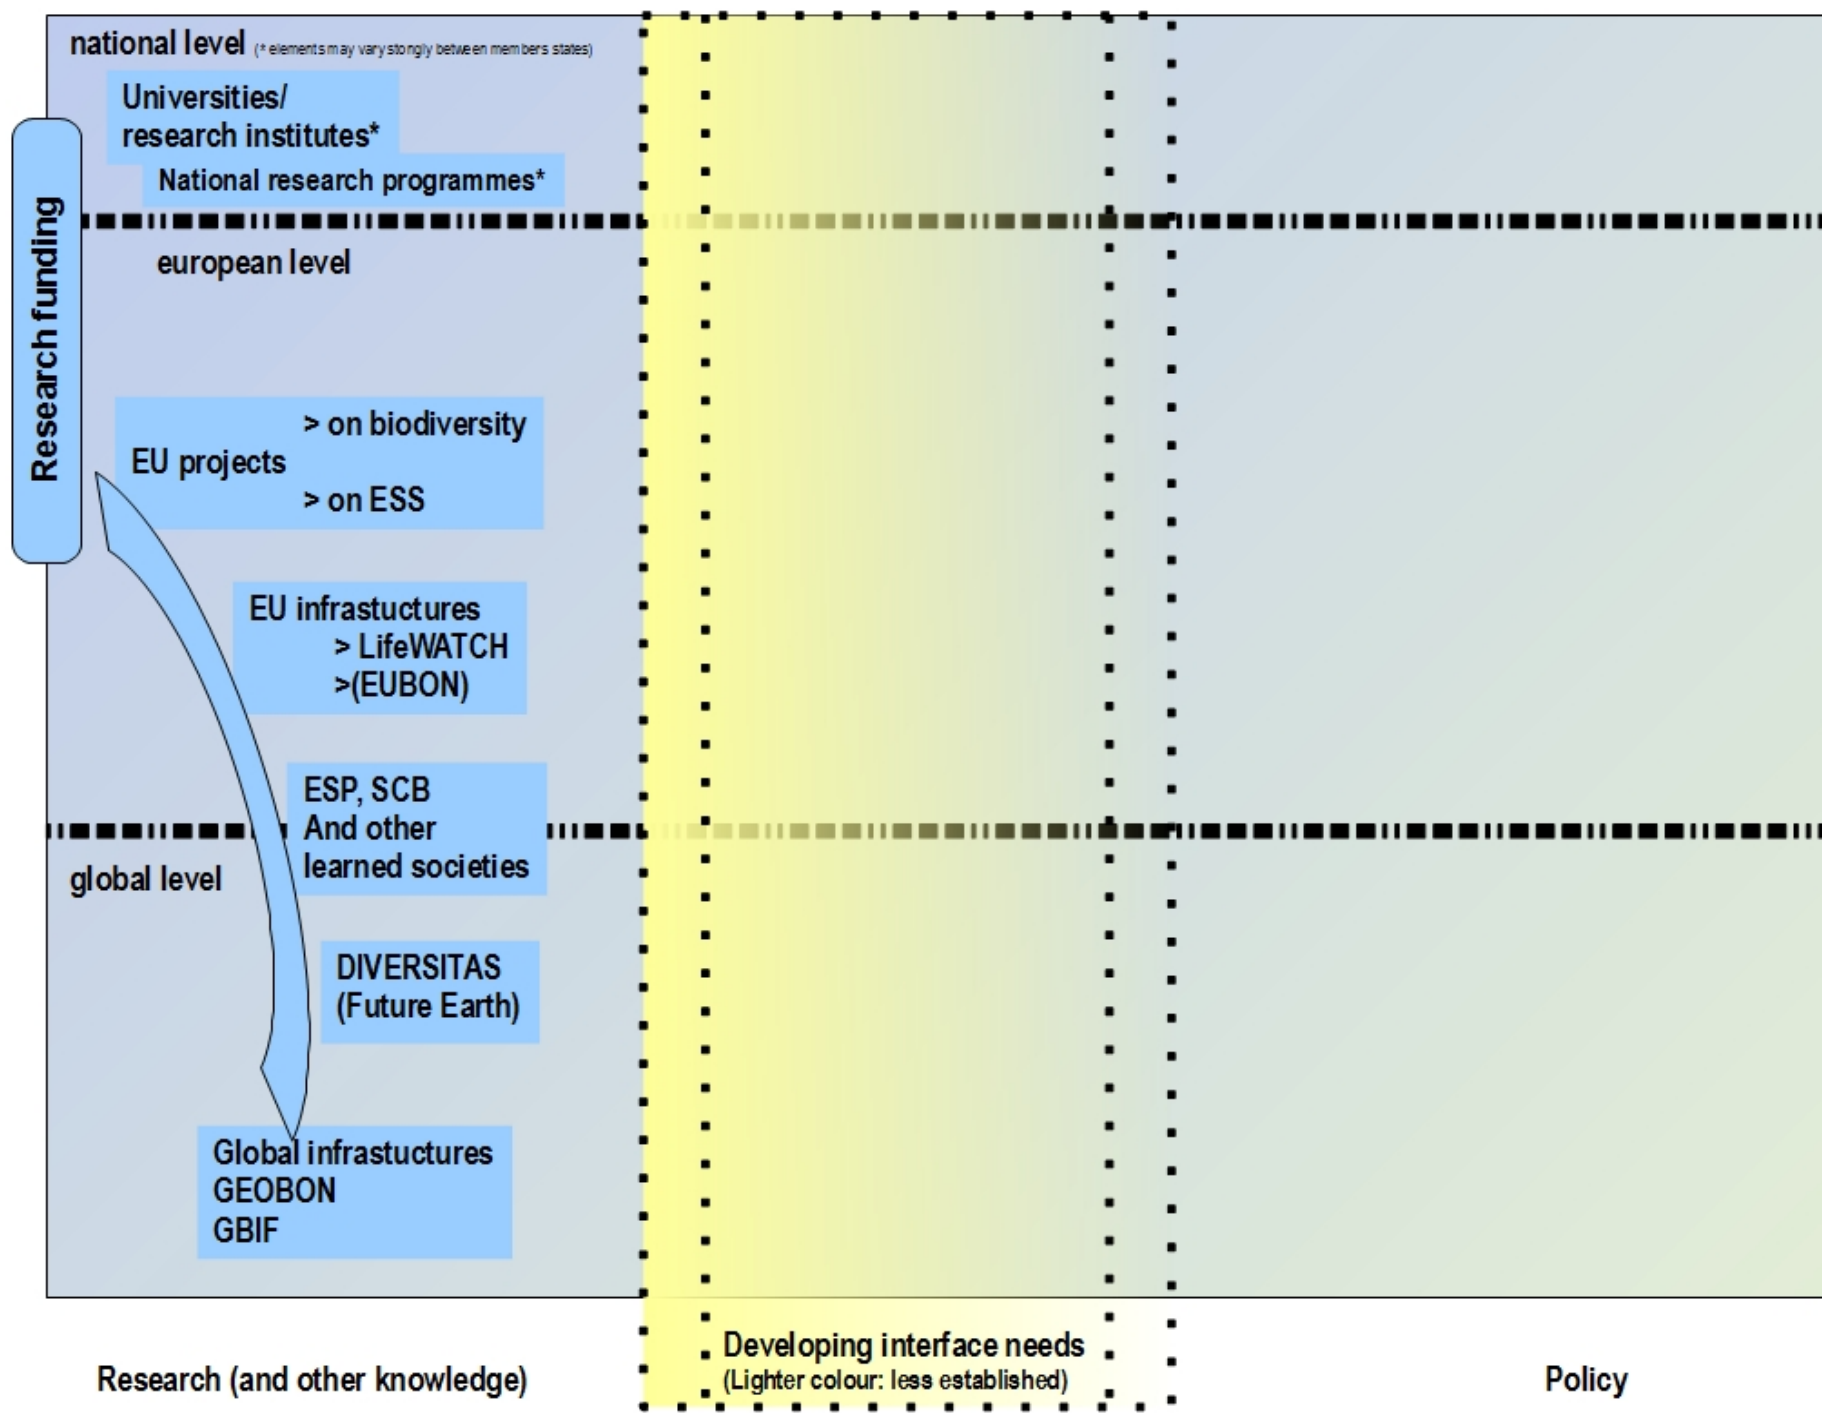 national level (* elements may vary stongly between members states)
Universities/
research institutes*
National research programmes*
Research funding
european level
> on biodiversity
EU projects
> on ESS
EU infrastuctures
> LifeWATCH
>(EUBON)
ESP, SCB
And other
learned societies
global level
DIVERSITAS
(Future Earth)
Global infrastuctures
GEOBON
GBIF
Research (and other knowledge)
Developing interface needs
(Lighter colour: less established)
Policy